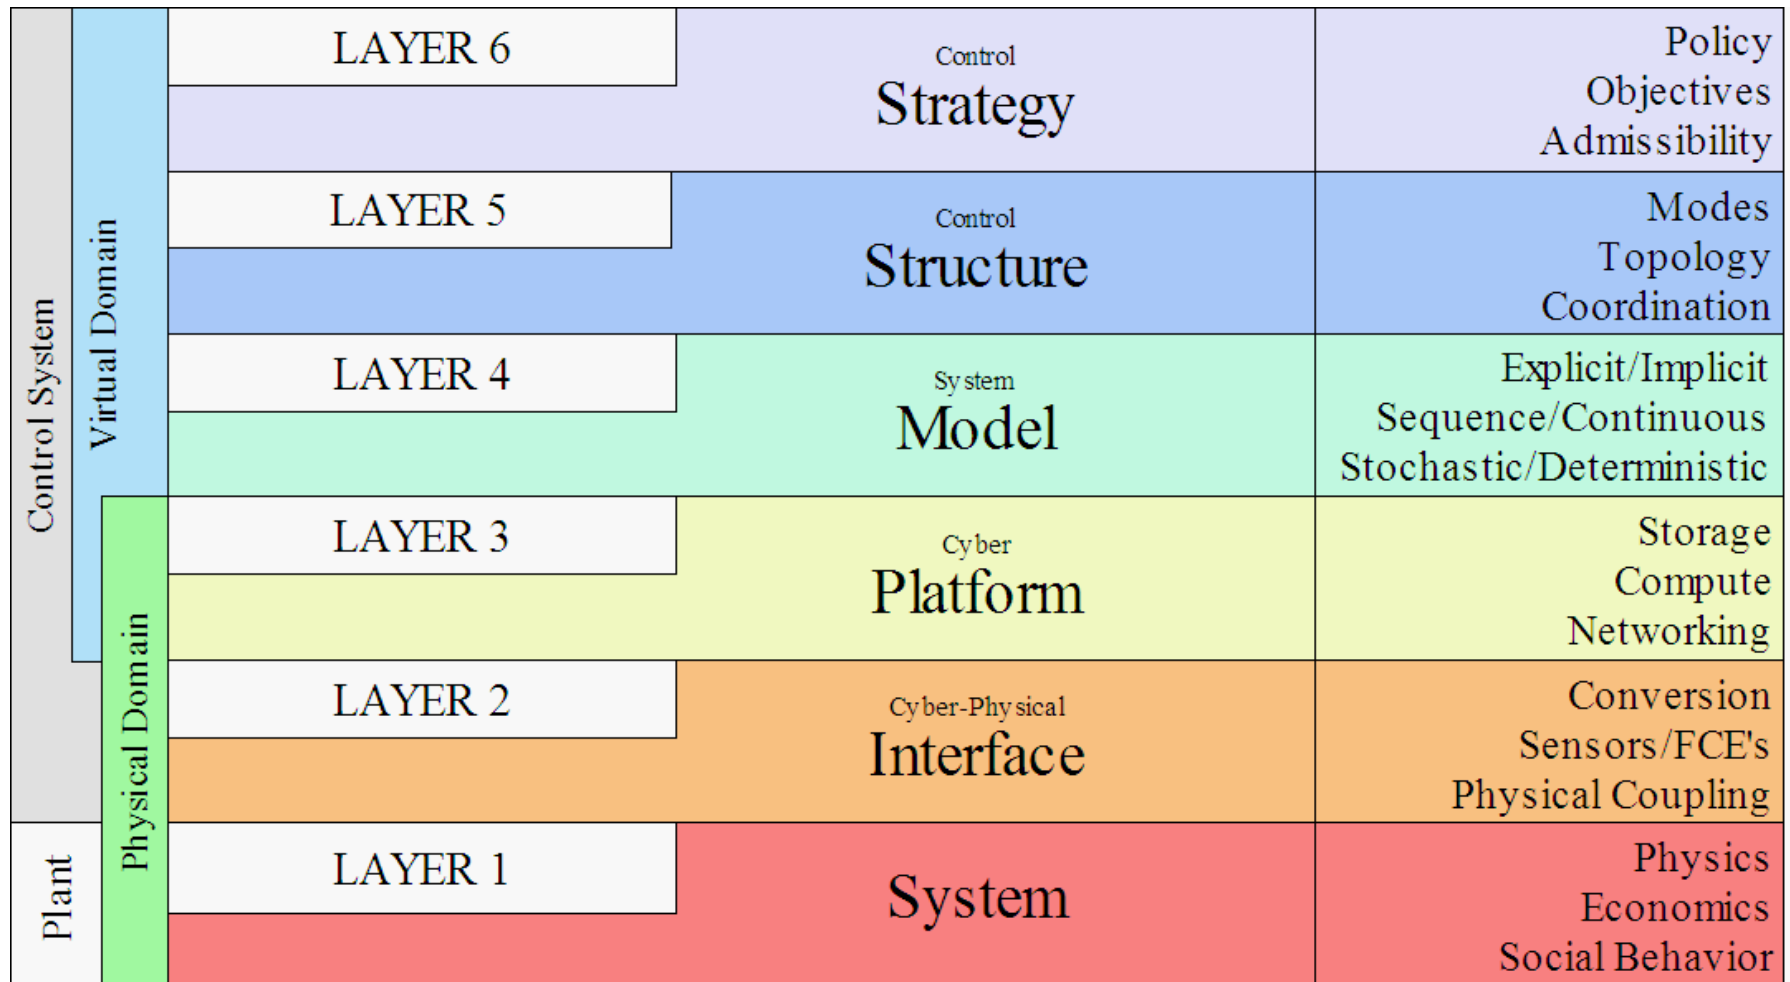 Control System
Plant
Virtual Domain
Physical Domain
LAYER 6
Control
Strategy
Policy
Objectives
Admissibility
LAYER 5
Control
Structure
Modes
Topology
Coordination
LAYER 4
System
Model
Explicit/Implicit
Sequence/Continuous
Stochastic/Deterministic
LAYER 3
Cyber
Platform
Storage
Compute
Networking
LAYER 2
Cyber-Physical
Interface
Conversion
Sensors/FCE's
Physical Coupling
LAYER 1
System
Physics
Economics
Social Behavior